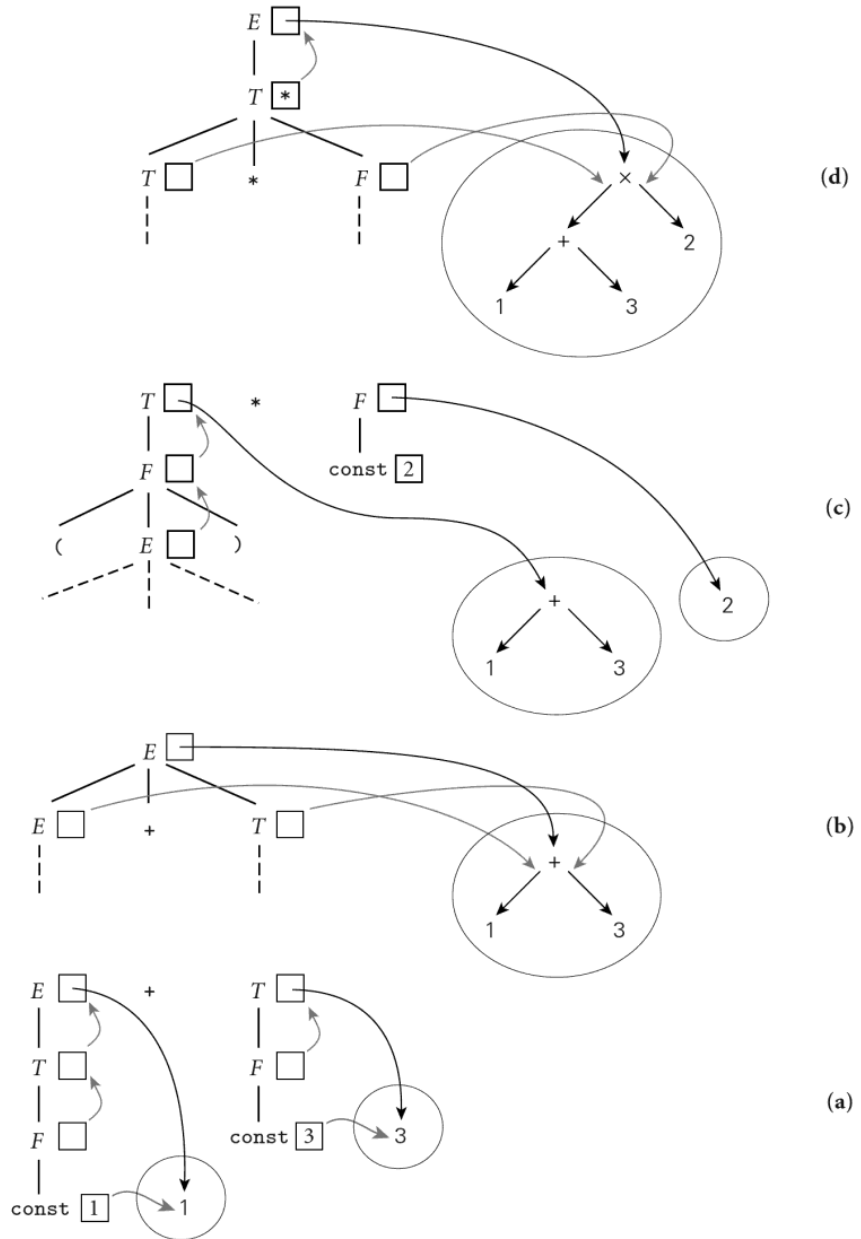 E
T *
T * F (d)
×
+ 2
1 3
T * F
F const 2
(c)
( E )
+ 2
1 3
E
E + T (b)
+
1 3
E + T
T F
(a)
F const 3 3
const 1 1